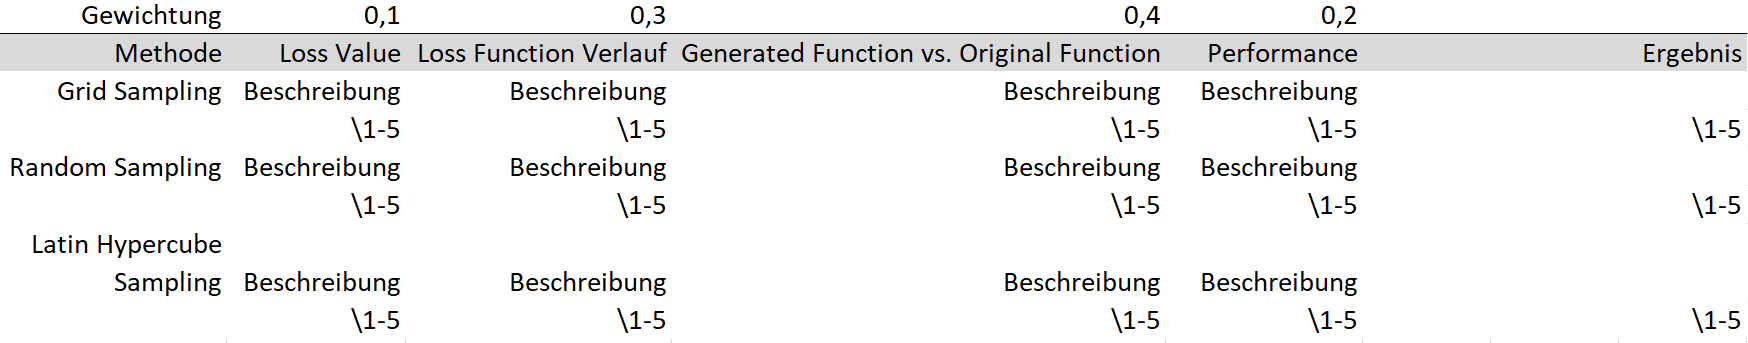 Gewichtung 0,1 0,3 0,4 0,2
Methode Loss Value Loss Function Verlauf Generated Function vs. Original Function Performance Ergebnis
Grid Sampling Beschreibung Beschreibung Beschreibung Beschreibung
\1-5 \1-5 \1-5 \1-5 \1-5
Random Sampling Beschreibung Beschreibung Beschreibung Beschreibung
\1-5 \1-5 \1-5 \1-5 \1-5
Latin Hypercube
Sampling Beschreibung Beschreibung Beschreibung Beschreibung
\1-5 \1-5 \1-5 \1-5 \1-5